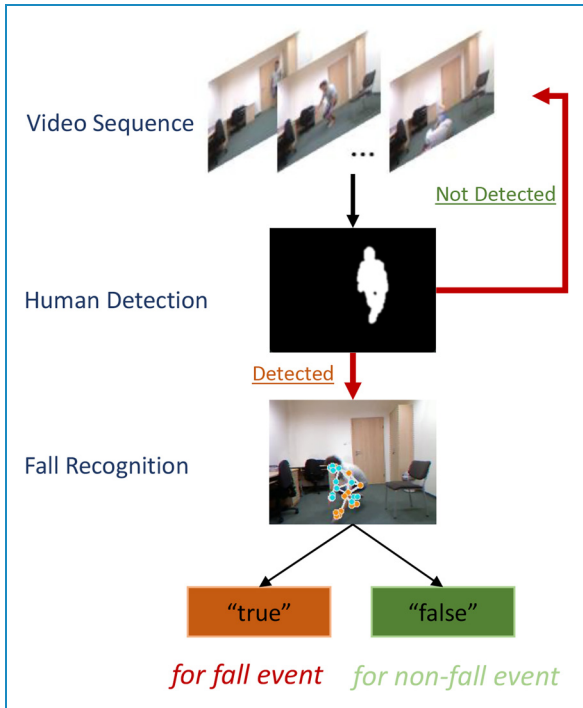 Video Sequence
...
Not Detected
Human Detection
Detected
Fall Recognition
“true”
“false”
for fall event
for non-fall event